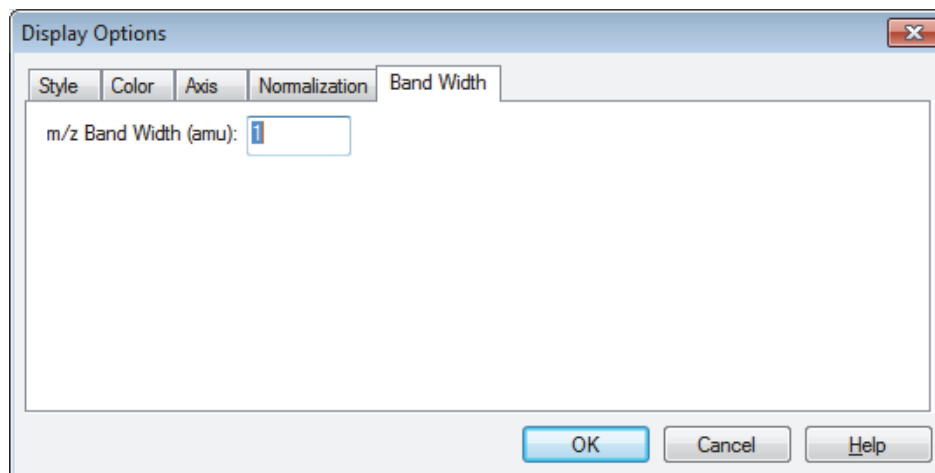 Display Options
Style Color Axis Normalization Band Width
m/z Band Width (amu): 1
OK Cancel Help